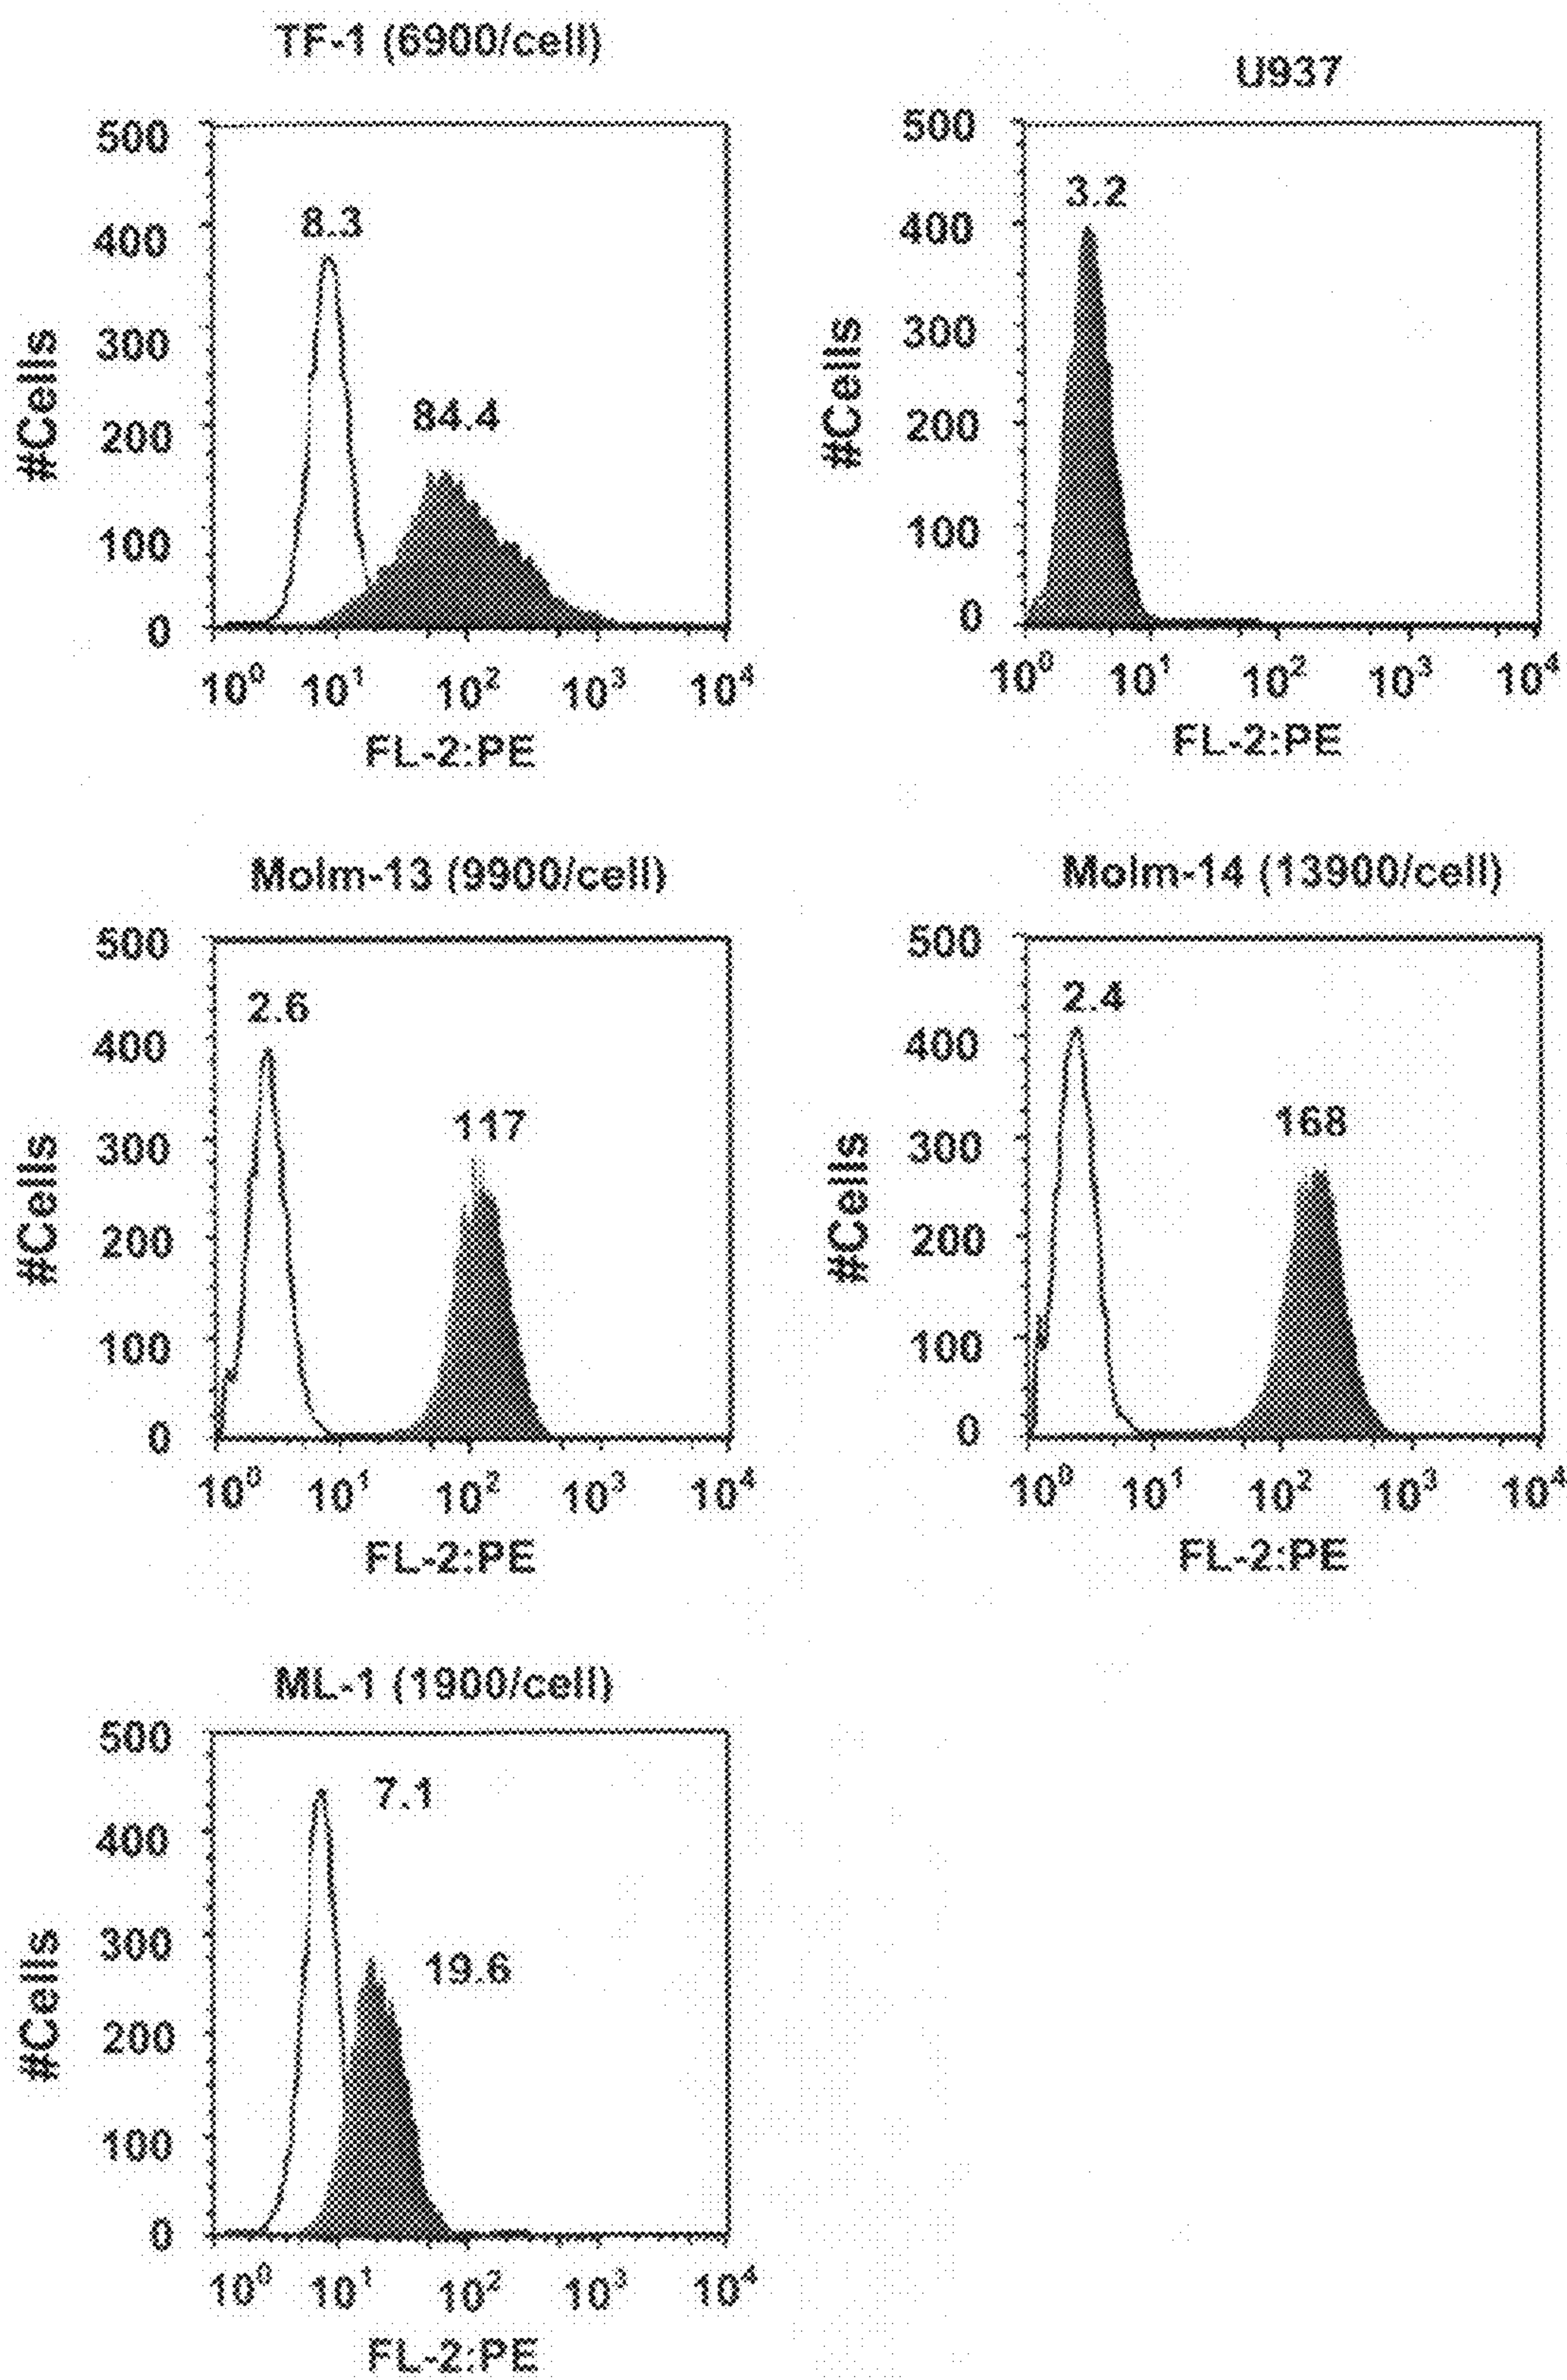 TF-1 (6900/cell)
500
400
300
200
100
0
#Cells
8.3
84.4
10⁰ 10¹ 10² 10³ 10⁴
FL-2:PE
U937
500
400
300
200
100
0
#Cells
3.2
10⁰ 10¹ 10² 10³ 10⁴
FL-2:PE
Molm-13 (9900/cell)
500
400
300
200
100
0
#Cells
2.6
117
10⁰ 10¹ 10² 10³ 10⁴
FL-2:PE
Molm-14 (13900/cell)
500
400
300
200
100
0
#Cells
2.4
168
10⁰ 10¹ 10² 10³ 10⁴
FL-2:PE
ML-1 (1900/cell)
500
400
300
200
100
0
#Cells
7.1
19.6
10⁰ 10¹ 10² 10³ 10⁴
FL-2:PE